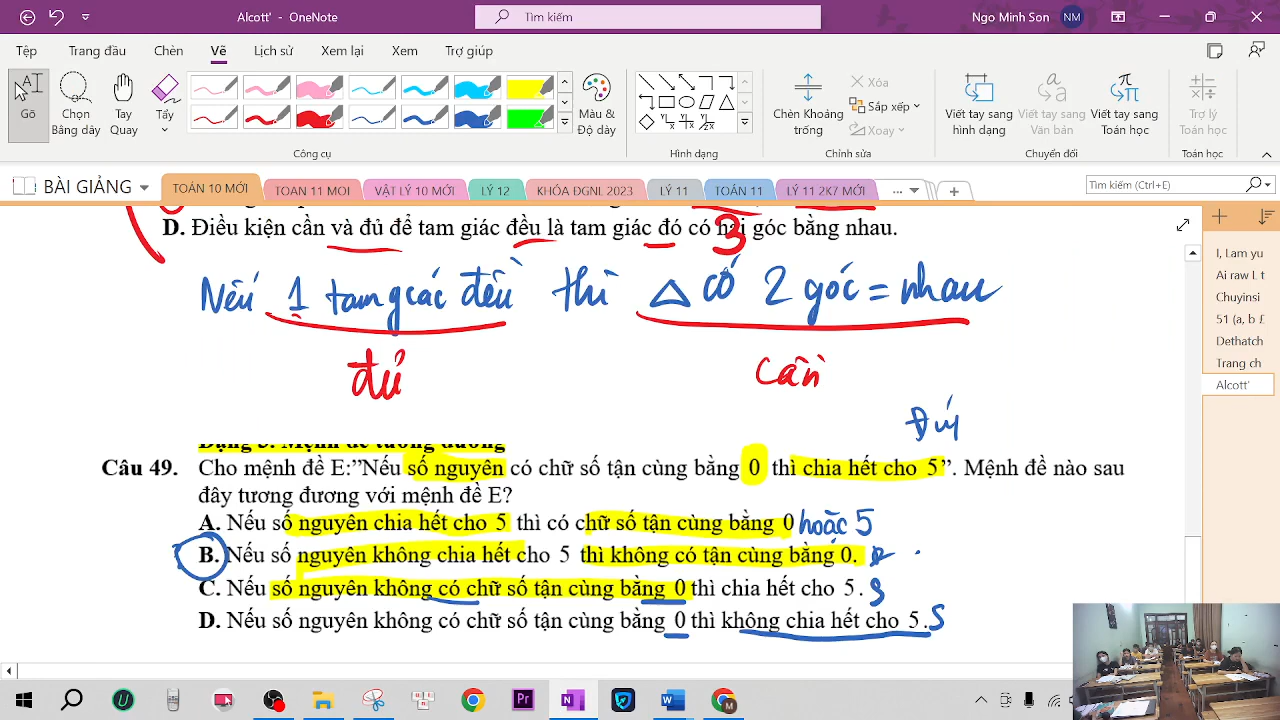 Alcott' - OneNote
Tìm kiếm
Ngo Minh Son NM
Tệp Trang đầu Chèn Vẽ Lịch sử Xem lại Xem Trợ giúp
Gõ
Chọn Bằng dây
Tay Quay
Tẩy
Màu & Độ dày
Chèn Khoảng trống
Xóa
Sắp xếp
Xoay
Viết tay sang hình dạng
Viết tay sang Văn bản
Viết tay sang Toán học
Trợ lý Toán học
Công cụ Hình dạng Chỉnh sửa Chuyển đổi Toán học
BÀI GIẢNG TOÁN 10 MỚI TOAN 11 MOI VẬT LÝ 10 MỚI LÝ 12 KHÓA ĐGNL 2023 LÝ 11 TOÁN 11 LÝ 11 2K7 MỚI ...
Tìm kiếm (Ctrl+E)
D. Điều kiện cần và đủ để tam giác đều là tam giác đó có hai góc bằng nhau.
3
Nếu 1 tam giác đều thì Δ có 2 góc = nhau
đủ cần
Dạng 5. Mệnh đề tương đương
Câu 49. Cho mệnh đề E:”Nếu số nguyên có chữ số tận cùng bằng 0 thì chia hết cho 5”. Mệnh đề nào sau
đây tương đương với mệnh đề E?
A. Nếu số nguyên chia hết cho 5 thì có chữ số tận cùng bằng 0 hoặc 5
B. Nếu số nguyên không chia hết cho 5 thì không có tận cùng bằng 0.
C. Nếu số nguyên không có chữ số tận cùng bằng 0 thì chia hết cho 5. S
D. Nếu số nguyên không có chữ số tận cùng bằng 0 thì không chia hết cho 5. S
I, Lam yu
Ai raw l. t
Chuyinsi
51 (a, b £
Dethatch
Trang ch
Alcott'